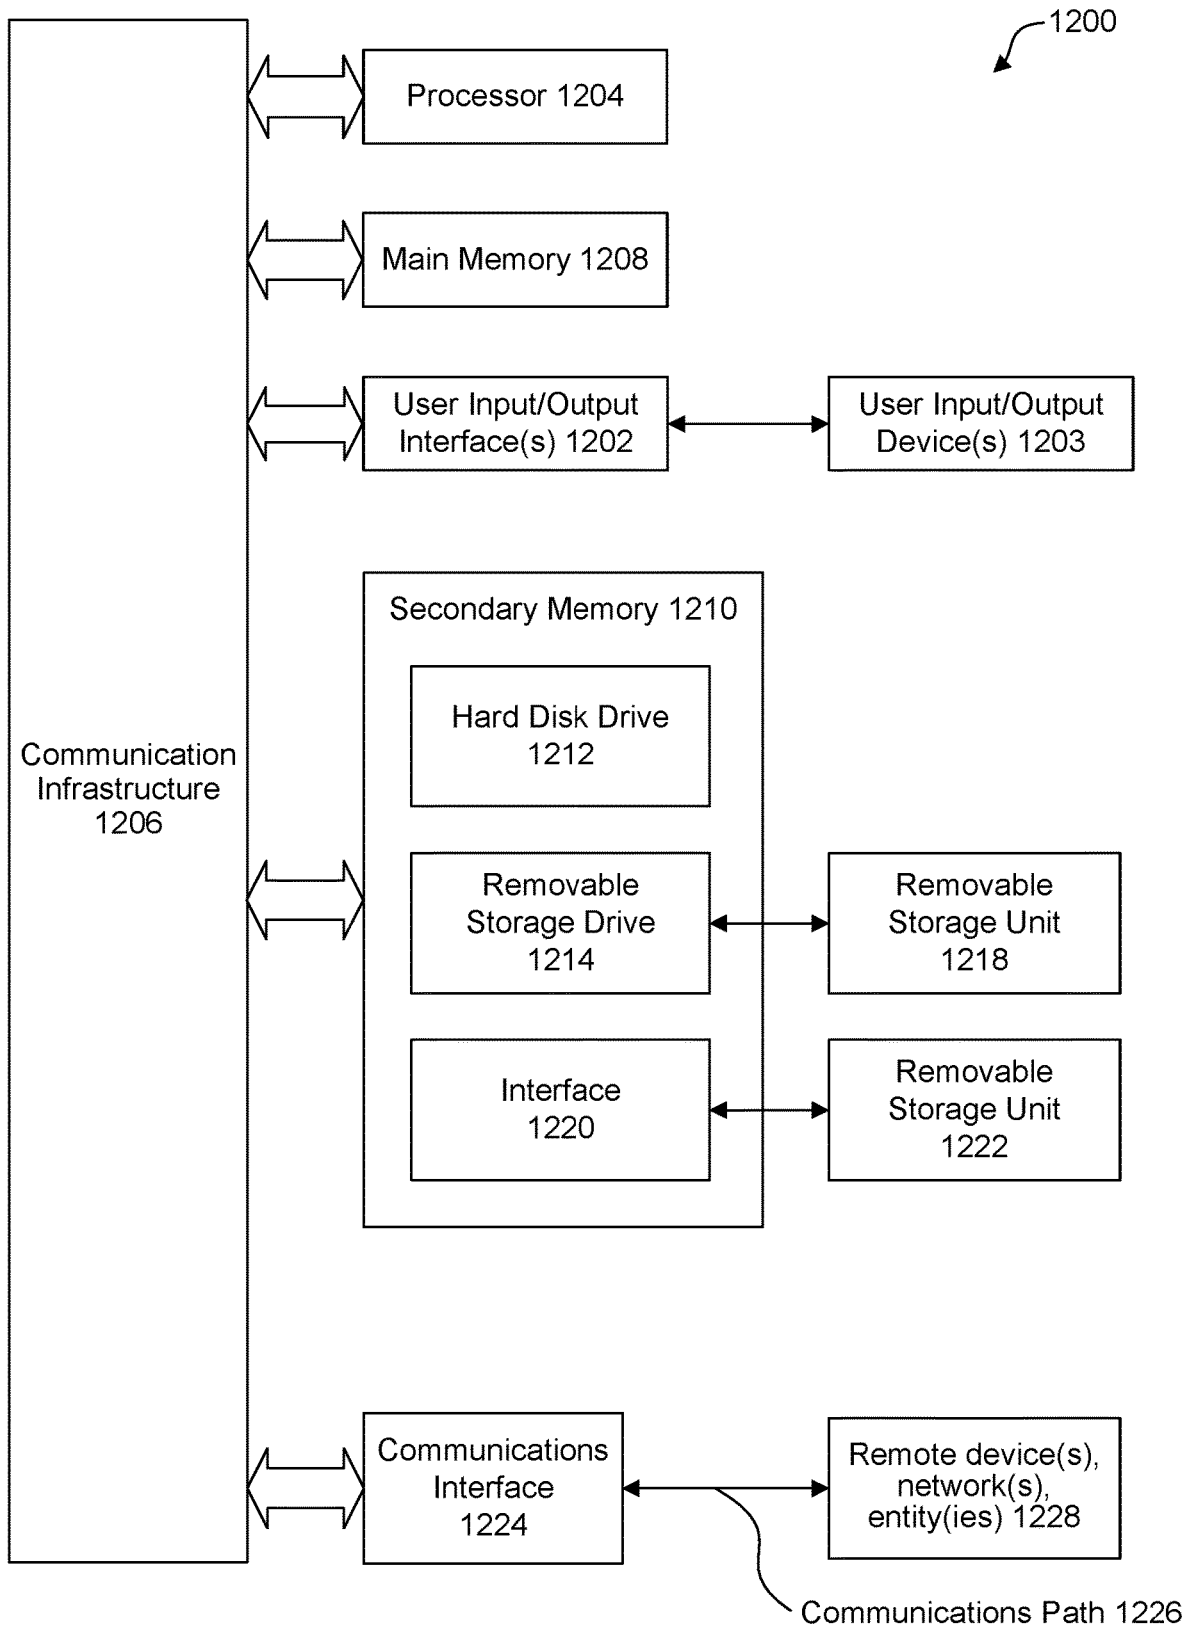 1200
Processor 1204
Main Memory 1208
User Input/Output
Interface(s) 1202
User Input/Output
Device(s) 1203
Secondary Memory 1210
Hard Disk Drive
1212
Communication
Infrastructure
1206
Removable
Storage Drive
1214
Removable
Storage Unit
1218
Interface
1220
Removable
Storage Unit
1222
Communications
Interface
1224
Remote device(s),
network(s),
entity(ies) 1228
Communications Path 1226